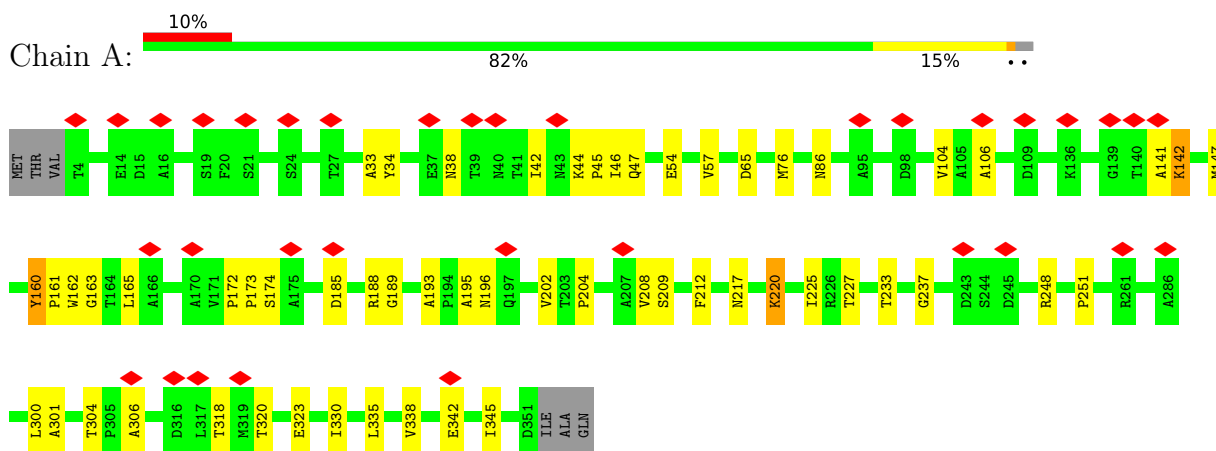 10%
Chain A:
82% 15% • •
MET THR VAL T4 E14 D15 A16 S19 F20 S21 S24 T27 A33 Y34 E37 N38 T39 N40 T41 I42 N43 K44 P45 I46 Q47 E54 V57 D65 M76 N86 A95 D98 V104 A105 A106 D109 K136 G139 T140 A141 K142 M147
Y160 P161 W162 G163 T164 L165 A166 A170 V171 P172 P173 S174 A175 D185 R188 G189 A193 P194 A195 N196 Q197 V202 T203 P204 A207 V208 S209 F212 N217 K220 I225 R226 T227 T233 G237 D243 S244 D245 R248 P251 R261 A286
L300 A301 T304 P305 A306 D316 L317 T318 M319 T320 E323 I330 L335 V338 E342 I345 D351 ILE ALA GLN